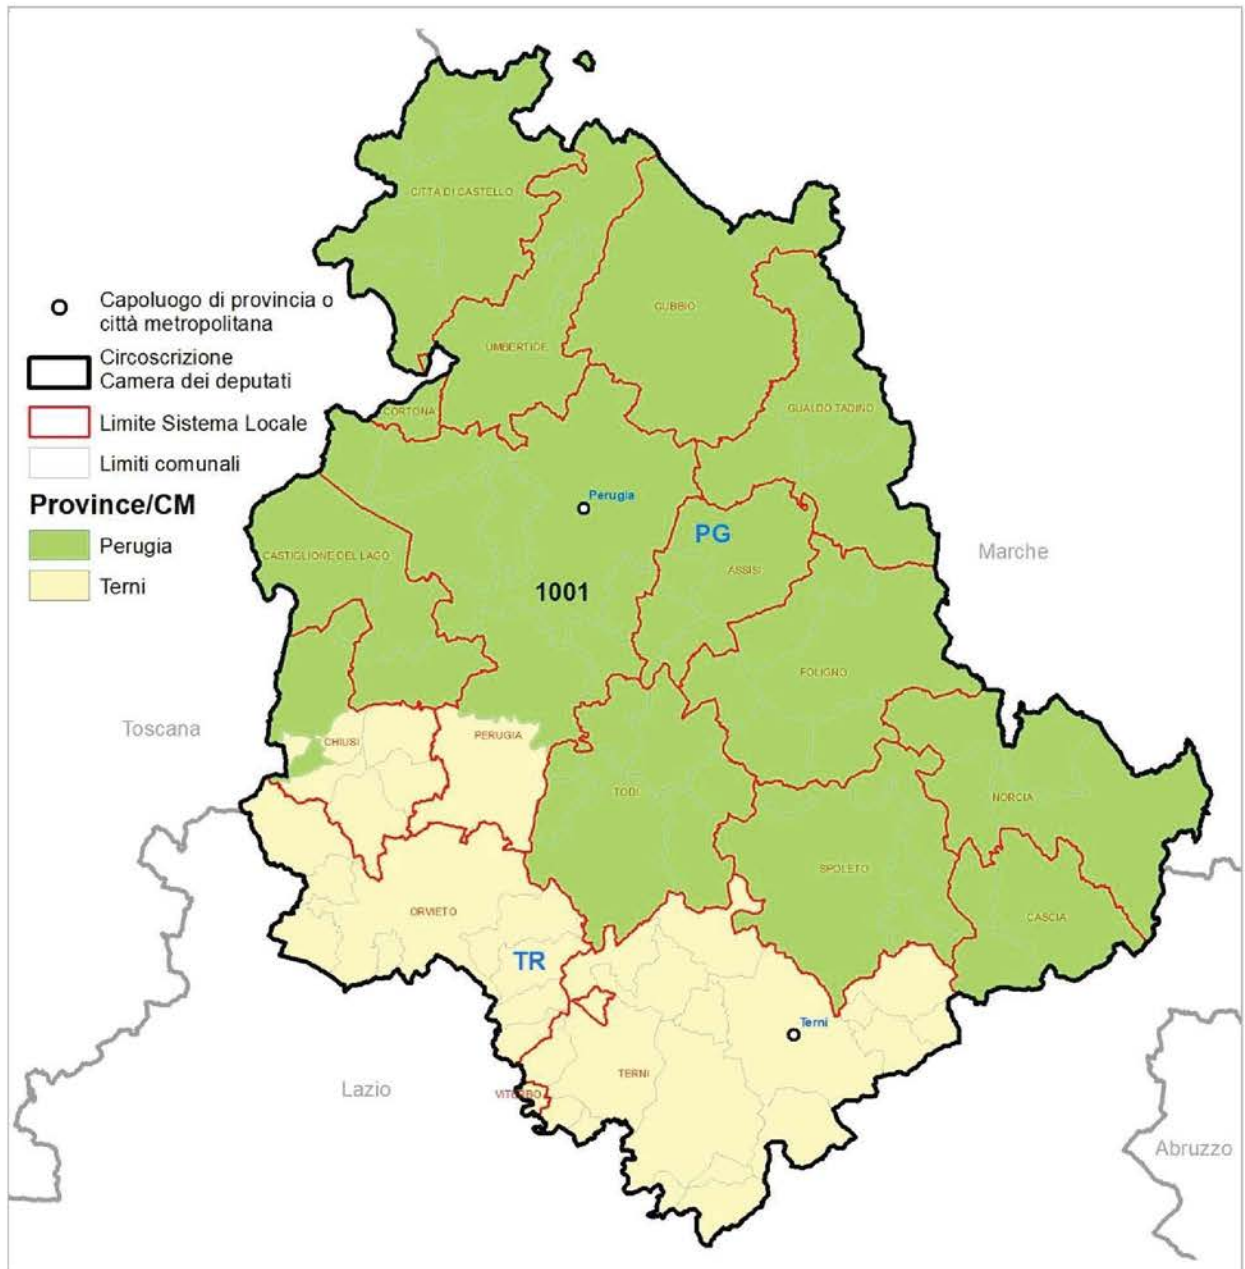 CITTA DI CASTELLO
Capoluogo di provincia o
città metropolitana
Circoscrizione
Camera dei deputati
Limite Sistema Locale
Limiti comunali
Province/CM
Perugia
Terni
GUBBIO
UMBERTIDE
CORTONA
GUALDO TADINO
Perugia
PG
CASTIGLIONE DEL LAGO
ASSISI
1001
Marche
FOLIGNO
Toscana
CHIUSI
PERUGIA
TODI
NORCIA
SPOLETO
ORVIETO
CASCIA
TR
Terni
TERNI
Lazio
VITERBO
Abruzzo